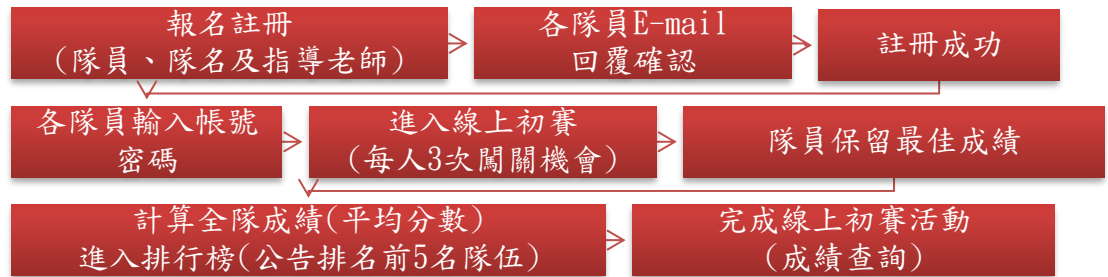 報名註冊
(隊員、隊名及指導老師)
各隊員E-mail
回覆確認
註冊成功
各隊員輸入帳號
密碼
進入線上初賽
(每人3次闖關機會)
隊員保留最佳成績
計算全隊成績(平均分數)
進入排行榜(公告排名前5名隊伍)
完成線上初賽活動
(成績查詢)